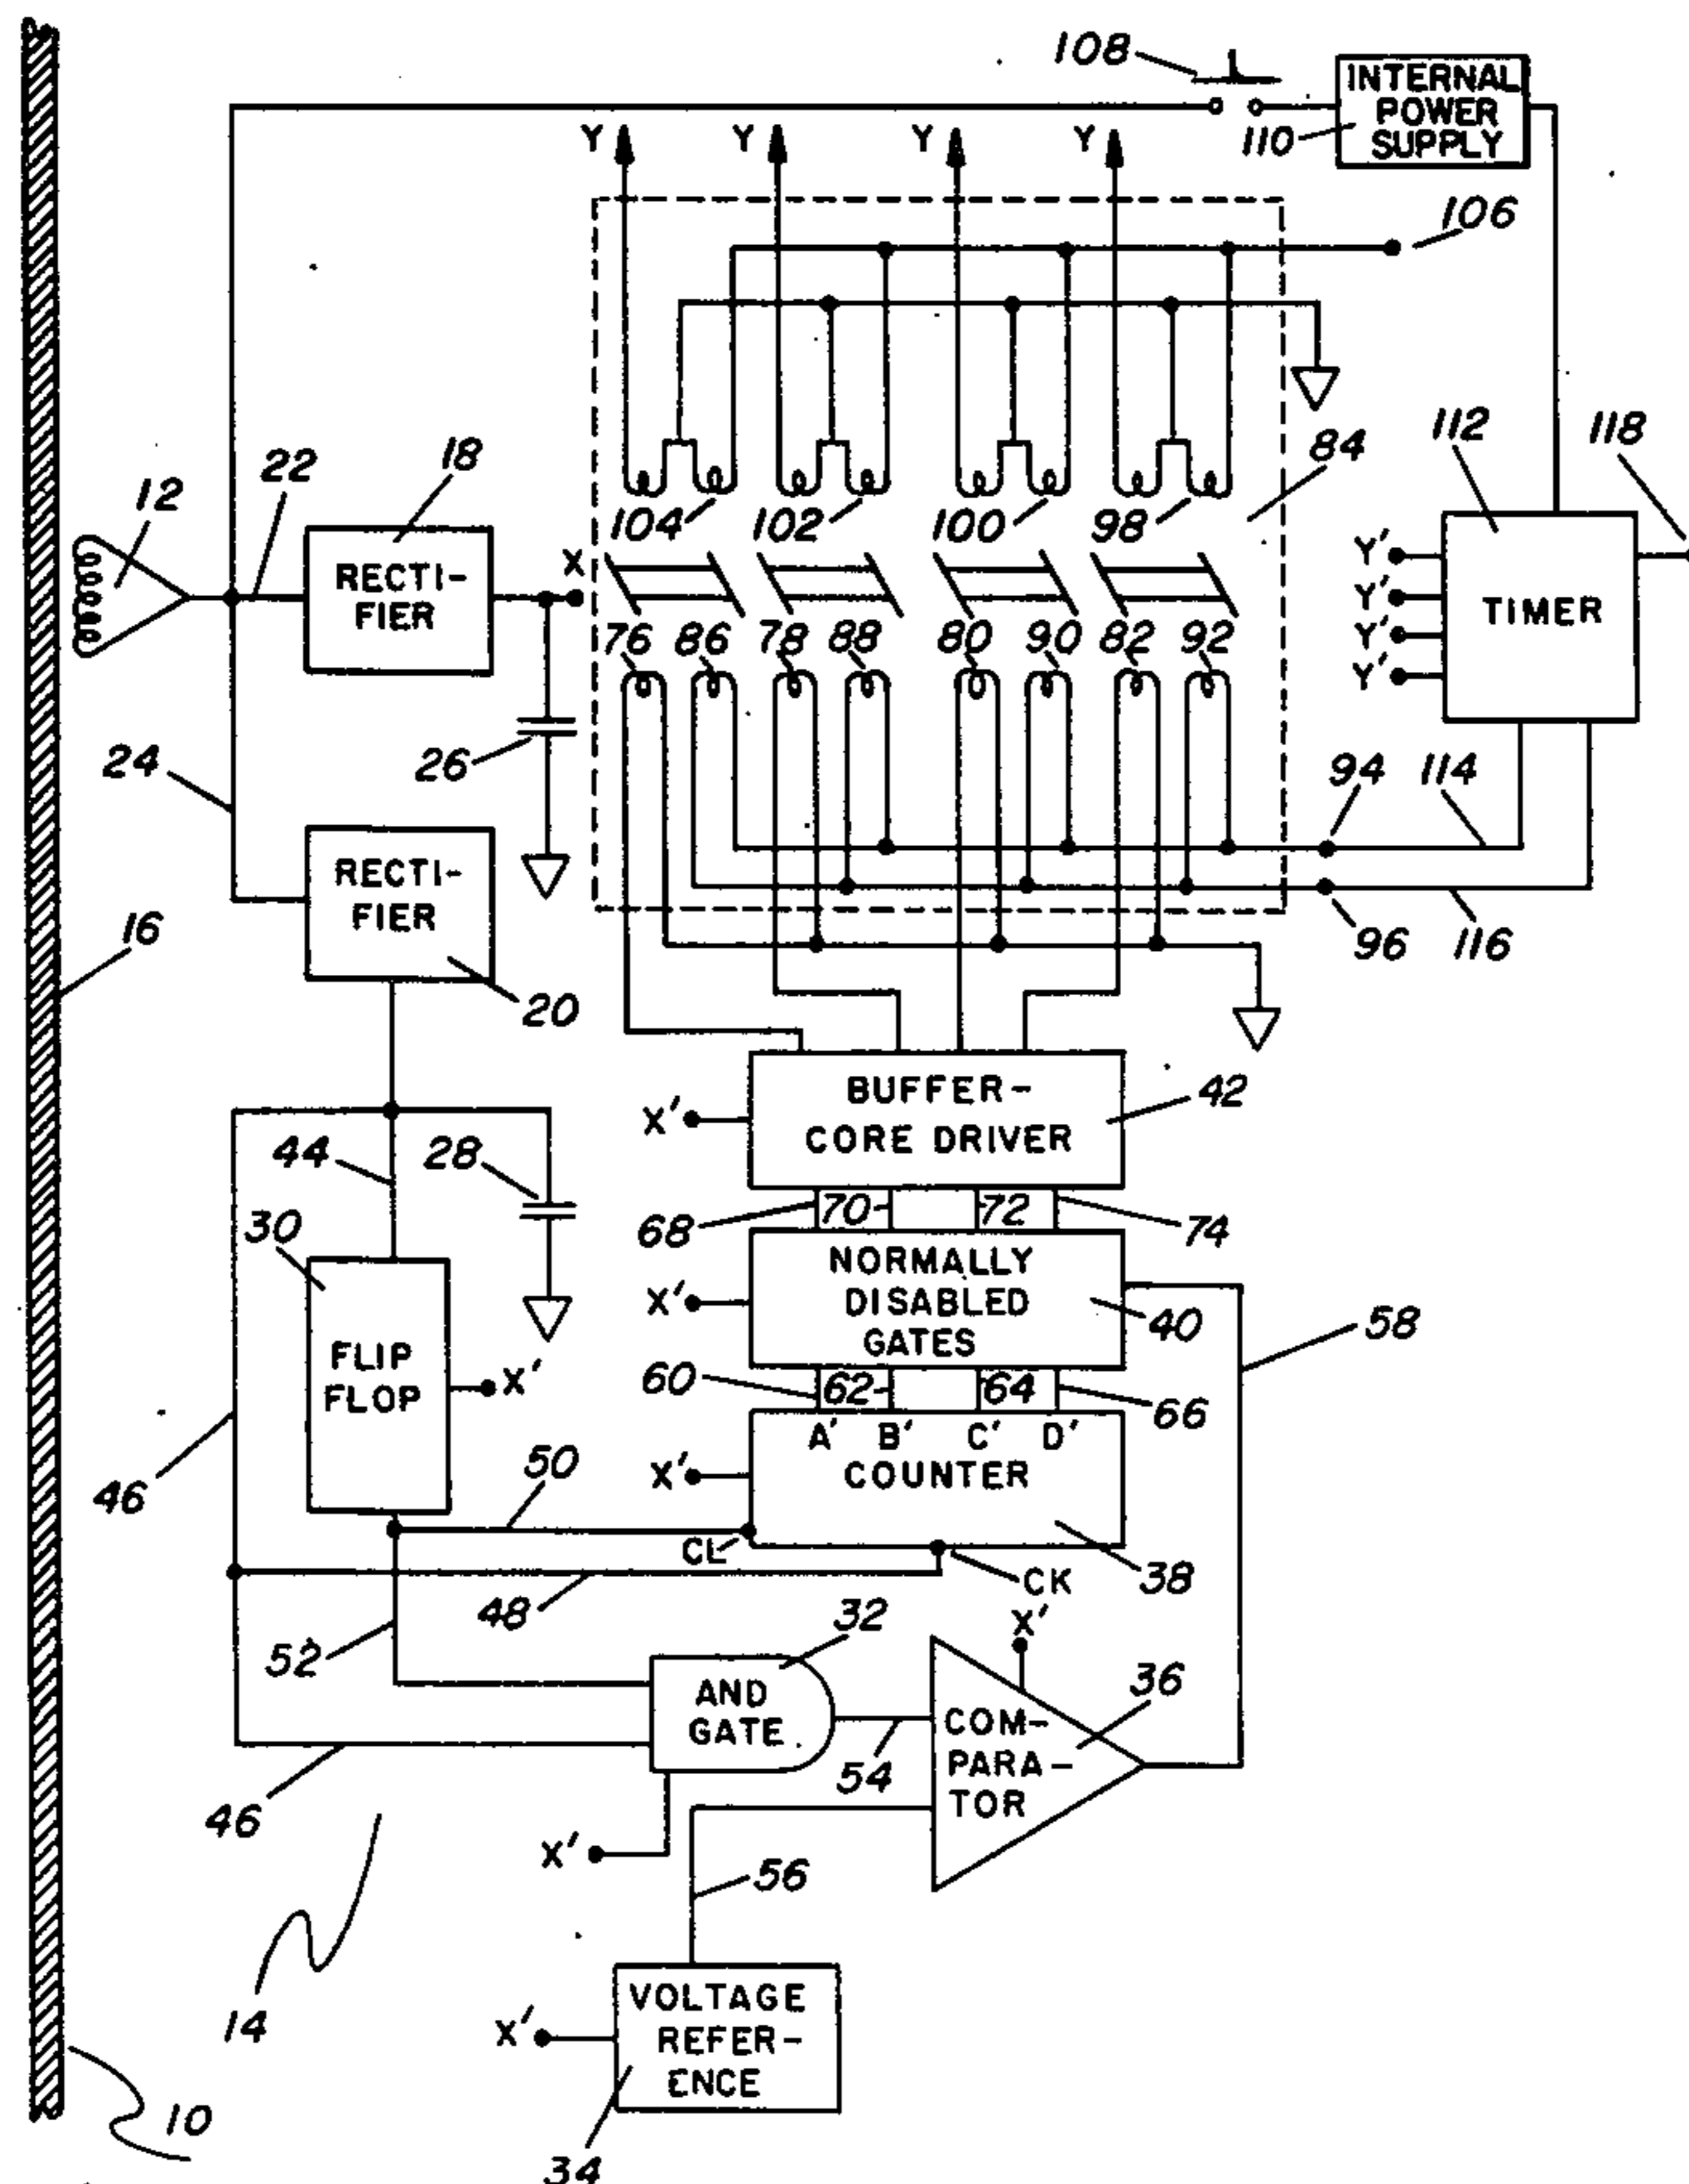 108
INTERNAL
POWER
SUPPLY
110
Y
Y
Y
Y
106
112
118
84
22
18
12
104
102
100
98
RECTI-
FIER
X
Y'
Y'
Y'
Y'
TIMER
76
86
78
88
80
90
82
92
26
24
94
114
RECTI-
FIER
16
20
96
116
BUFFER-
CORE DRIVER
X'
42
44
28
30
68
70
72
74
NORMALLY
DISABLED
GATES
X'
40
58
FLIP
FLOP
X'
60
62
64
66
A'
B'
C'
D'
COUNTER
X'
46
50
CL
CK
38
48
52
32
X'
36
AND
GATE
COM-
PARA-
TOR
54
46
X'
56
14
VOLTAGE
REFER-
ENCE
X'
10
34